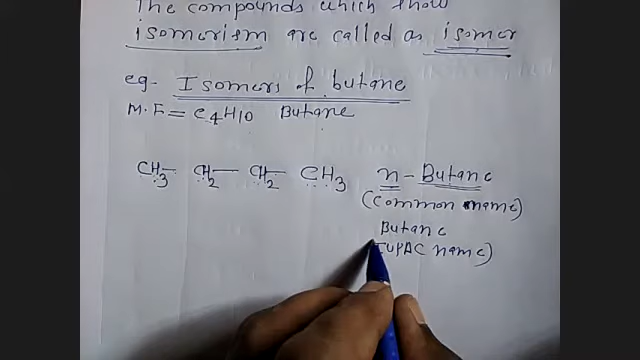 The compounds which show
isomerism are called as isomer
eg- Isomers of butane
M.F = C4H10 Butane
CH3 - CH2 - CH2 - CH3 n-Butane
(Common name)
Butane
IUPAC name)